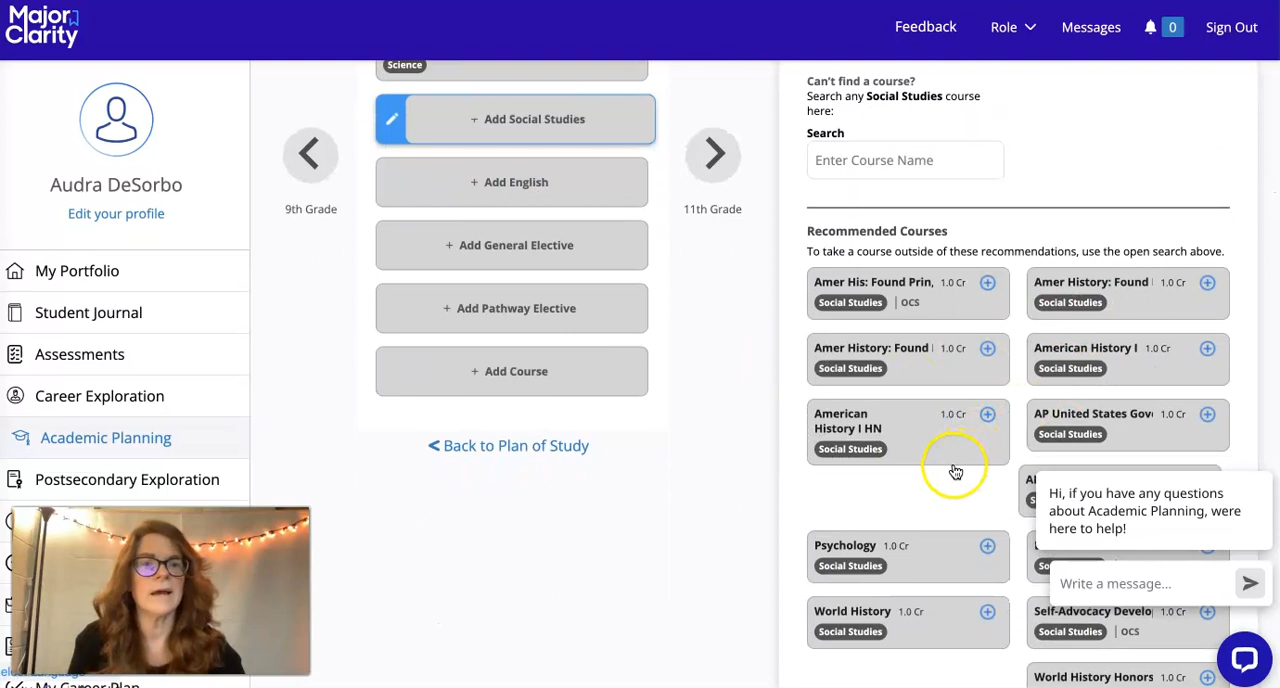 Major
Clarity
Feedback
Role
Messages
0
Sign Out
Audra DeSorbo
Edit your profile
My Portfolio
Student Journal
Assessments
Career Exploration
Academic Planning
Postsecondary Exploration
My Career Plan
9th Grade
Science
+ Add Social Studies
+ Add English
+ Add General Elective
+ Add Pathway Elective
+ Add Course
< Back to Plan of Study
11th Grade
Can't find a course?
Search any Social Studies course
here:
Search
Enter Course Name
Recommended Courses
To take a course outside of these recommendations, use the open search above.
Amer His: Found Prin, 1.0 Cr
Social Studies | OCS
Amer History: Found 1.0 Cr
Social Studies
Amer History: Found 1.0 Cr
Social Studies
American History I 1.0 Cr
Social Studies
American 1.0 Cr
History I HN
Social Studies
AP United States Gov 1.0 Cr
Social Studies
Hi, if you have any questions
about Academic Planning, were
here to help!
Psychology 1.0 Cr
Social Studies
Write a message...
World History 1.0 Cr
Social Studies
Self-Advocacy Develo 1.0 Cr
Social Studies | OCS
World History Honors 1.0 Cr